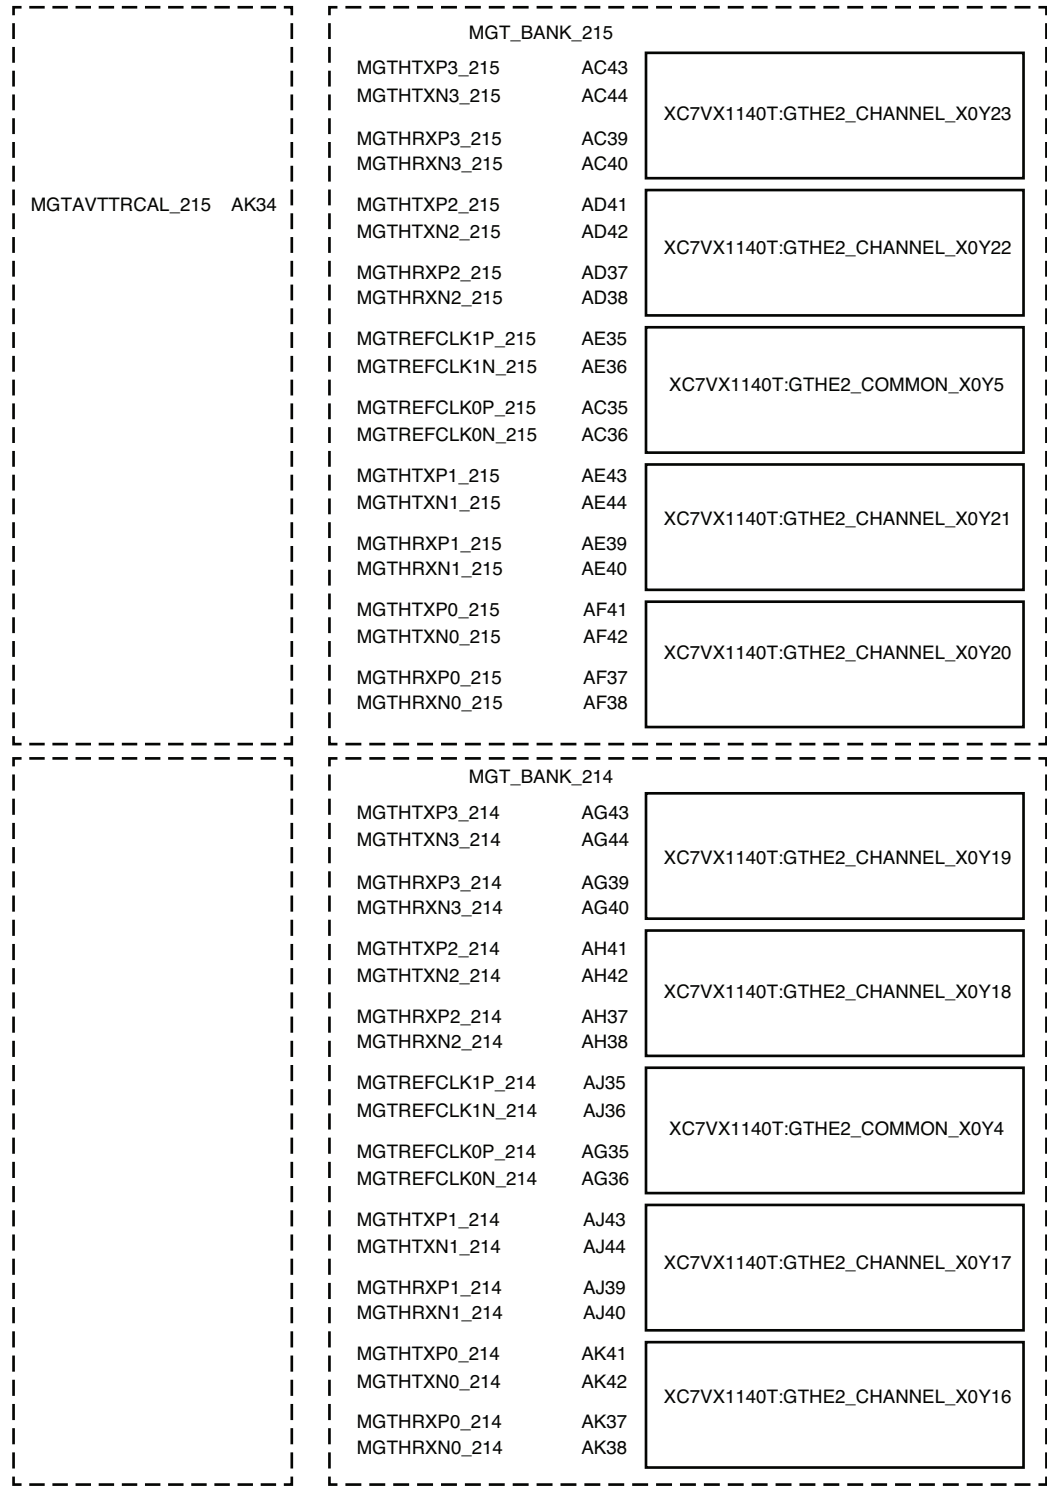 MGT_BANK_215
MGTHTXP3_215 AC43
MGTHTXN3_215 AC44
XC7VX1140T:GTHE2_CHANNEL_X0Y23
MGTHRXP3_215 AC39
MGTHRXN3_215 AC40
MGTAVTTRCAL_215 AK34
MGTHTXP2_215 AD41
MGTHTXN2_215 AD42
XC7VX1140T:GTHE2_CHANNEL_X0Y22
MGTHRXP2_215 AD37
MGTHRXN2_215 AD38
MGTREFCLK1P_215 AE35
MGTREFCLK1N_215 AE36
XC7VX1140T:GTHE2_COMMON_X0Y5
MGTREFCLK0P_215 AC35
MGTREFCLK0N_215 AC36
MGTHTXP1_215 AE43
MGTHTXN1_215 AE44
XC7VX1140T:GTHE2_CHANNEL_X0Y21
MGTHRXP1_215 AE39
MGTHRXN1_215 AE40
MGTHTXP0_215 AF41
MGTHTXN0_215 AF42
XC7VX1140T:GTHE2_CHANNEL_X0Y20
MGTHRXP0_215 AF37
MGTHRXN0_215 AF38
MGT_BANK_214
MGTHTXP3_214 AG43
MGTHTXN3_214 AG44
XC7VX1140T:GTHE2_CHANNEL_X0Y19
MGTHRXP3_214 AG39
MGTHRXN3_214 AG40
MGTHTXP2_214 AH41
MGTHTXN2_214 AH42
XC7VX1140T:GTHE2_CHANNEL_X0Y18
MGTHRXP2_214 AH37
MGTHRXN2_214 AH38
MGTREFCLK1P_214 AJ35
MGTREFCLK1N_214 AJ36
XC7VX1140T:GTHE2_COMMON_X0Y4
MGTREFCLK0P_214 AG35
MGTREFCLK0N_214 AG36
MGTHTXP1_214 AJ43
MGTHTXN1_214 AJ44
XC7VX1140T:GTHE2_CHANNEL_X0Y17
MGTHRXP1_214 AJ39
MGTHRXN1_214 AJ40
MGTHTXP0_214 AK41
MGTHTXN0_214 AK42
XC7VX1140T:GTHE2_CHANNEL_X0Y16
MGTHRXP0_214 AK37
MGTHRXN0_214 AK38